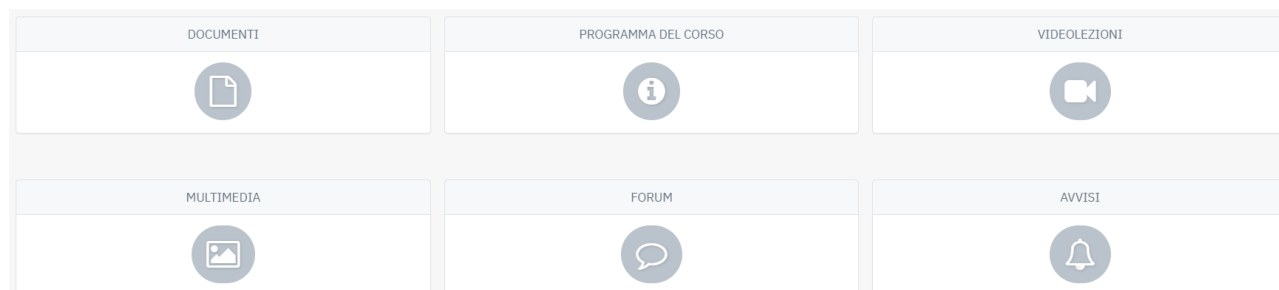 DOCUMENTI
PROGRAMMA DEL CORSO
VIDEOLEZIONI
MULTIMEDIA
FORUM
AVVISI